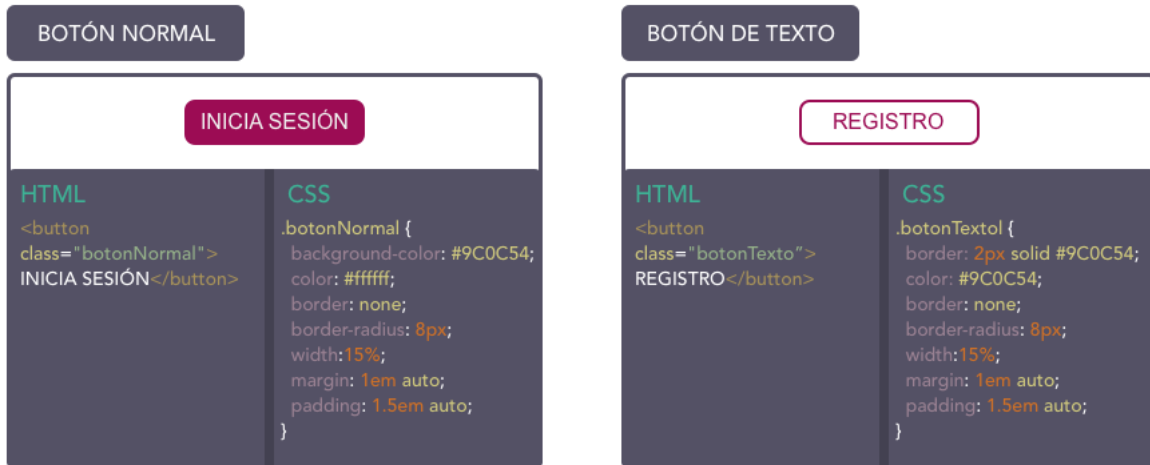 BOTÓN NORMAL
INICIA SESIÓN
HTML
<button
class="botonNormal">
INICIA SESIÓN</button>
CSS
.botonNormal {
background-color: #9C0C54;
color: #ffffff;
border: none;
border-radius: 8px;
width:15%;
margin: 1em auto;
padding: 1.5em auto;
}
BOTÓN DE TEXTO
REGISTRO
HTML
<button
class="botonTexto”>
REGISTRO</button>
CSS
.botonTextol {
border: 2px solid #9C0C54;
color: #9C0C54;
border: none;
border-radius: 8px;
width:15%;
margin: 1em auto;
padding: 1.5em auto;
}